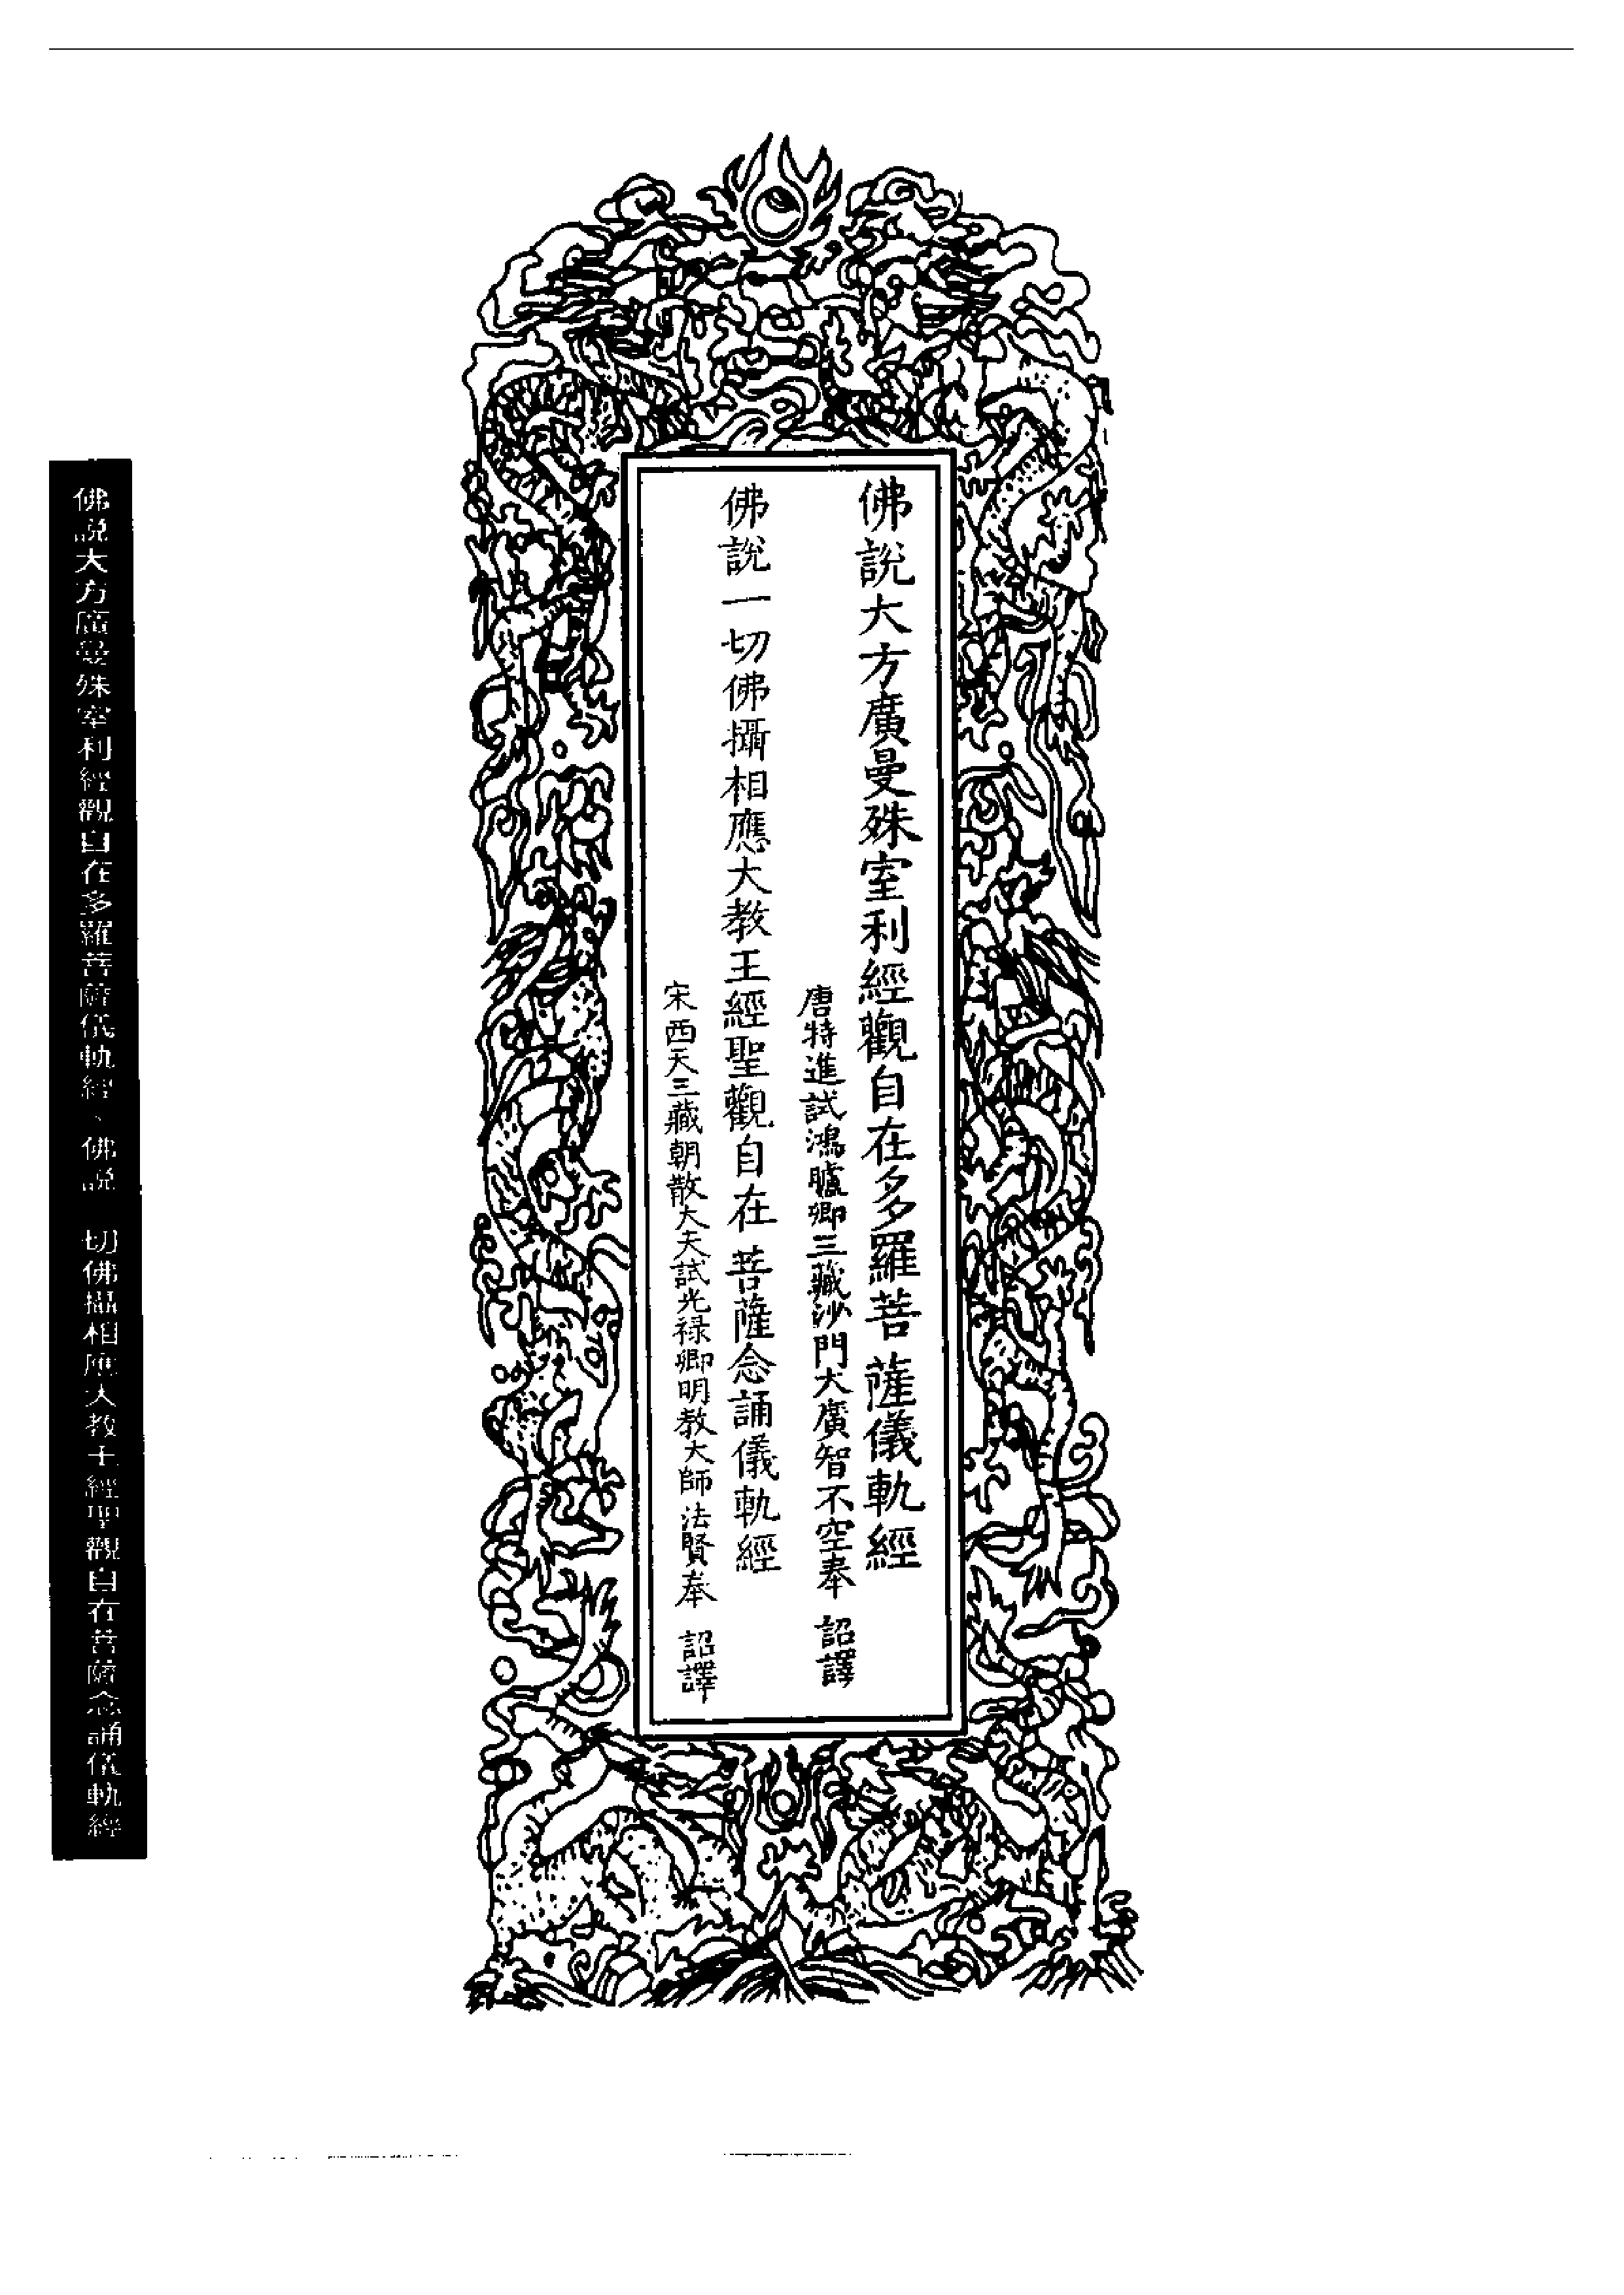 佛說大方廣曼殊室利經觀自在多羅菩薩儀軌經
唐特進試鴻臚卿三藏沙門大廣智不空奉 詔譯
佛說一切佛攝相應大教王經聖觀自在菩薩念誦儀軌經
宋西天三藏朝散大夫試光祿卿明教大師法賢奉 詔譯
佛説大方廣曼殊室利經觀自在多羅菩薩儀軌經、佛説 切佛攝相應大教王經聖觀自在菩薩念誦儀軌經